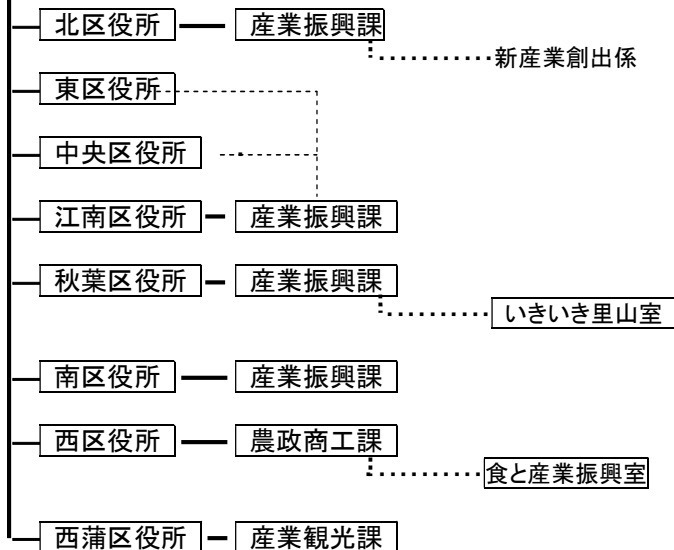 北区役所 産業振興課
新産業創出係
東区役所
中央区役所
江南区役所 産業振興課
秋葉区役所 産業振興課
いきいき里山室
南区役所 産業振興課
西区役所 農政商工課
食と産業振興室
西蒲区役所 産業観光課